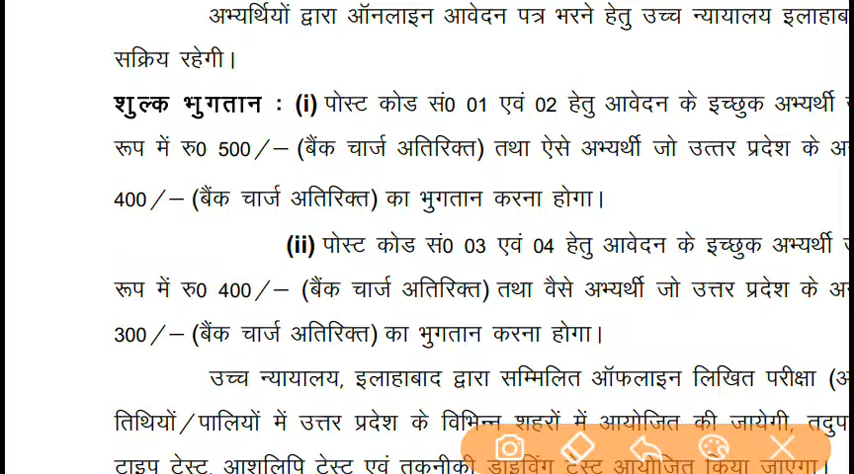 अभ्यर्थियों द्वारा ऑनलाइन आवेदन पत्र भरने हेतु उच्च न्यायालय
सक्रिय रहेगी।
शुल्क भुगतान : (i) पोस्ट कोड सं0 01 एवं 02 हेतु आवेदन के इच्छुक अभ्यर्थी
रूप में रु0 500/– (बैंक चार्ज अतिरिक्त) तथा ऐसे अभ्यर्थी जो उत्तर प्रदेश के
400/– (बैंक चार्ज अतिरिक्त) का भुगतान करना होगा।
(ii) पोस्ट कोड सं0 03 एवं 04 हेतु आवेदन के इच्छुक अभ्यर्थी
रूप में रु0 400/– (बैंक चार्ज अतिरिक्त) तथा वैसे अभ्यर्थी जो उत्तर प्रदेश के
300/– (बैंक चार्ज अतिरिक्त) का भुगतान करना होगा।
उच्च न्यायालय, इलाहाबाद द्वारा सम्मिलित ऑफलाइन लिखित परीक्षा
तिथियों/पालियों में उत्तर प्रदेश के विभिन्न शहरों में आयोजित की जायेगी,
टाइप टेस्ट, आशुलिपि टेस्ट एवं तकनीकी ड्राइविंग टेस्ट आयोजित किया जाएगा।